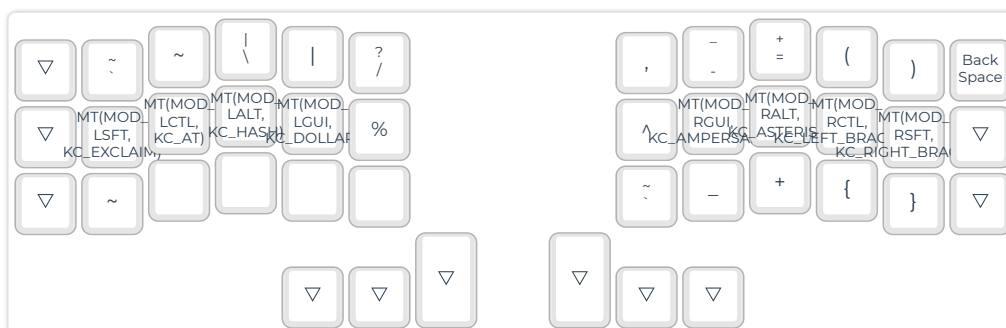 ▽ ~ ` ~ | \ | ? / , _ - + = ( ) Back Space
▽ MT(MOD_ LSFT, KC_EXCLAIM) MT(MOD_ LCTL, KC_AT) MT(MOD_ LALT, KC_HASH) MT(MOD_ LGUI, KC_DOLLAR % ^ MT(MOD_ RGUI, KC_AMPERSA MT(MOD_ RALT, KC_ASTERIS MT(MOD_ RCTL, KC_LEFT_BRAC MT(MOD_ RSFT, KC_RIGHT_BRAC ▽
▽ ~ ~ ` _ + { } ▽
▽ ▽ ▽ ▽ ▽ ▽